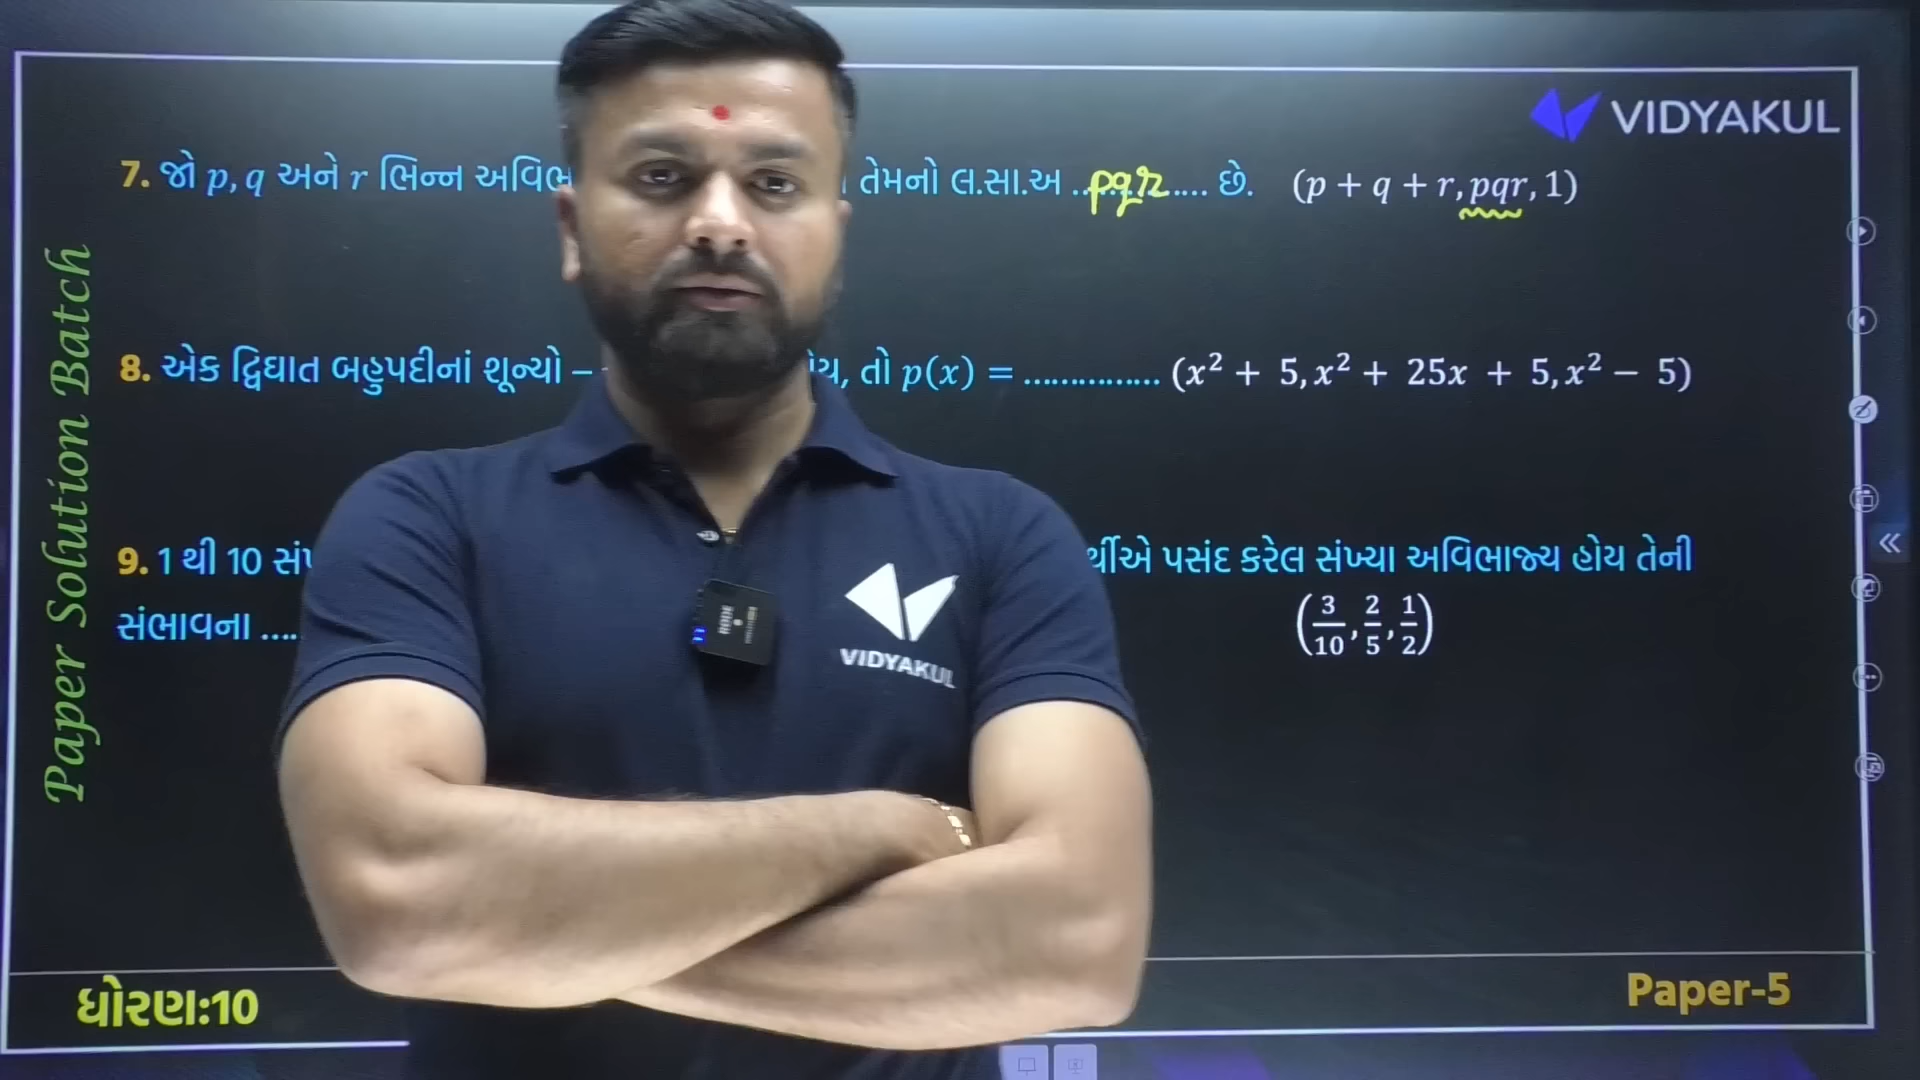 VIDYAKUL
7. જો p, q અને r ભિન્ન તેમનો લ.સા.અ ....pqr.... છે. (p + q + r, pqr, 1)
8. એક દ્વિઘાત બહુપદીનાં શૂન્યો – તો p(x) = ............... (x² + 5, x² + 25x + 5, x² − 5)
9. 1 થી 10 પસંદ કરેલ સંખ્યા અવિભાજ્ય હોય તેની
સંભાવના .... (3/10, 2/5, 1/2)
Paper Solution Batch
RODE
VIDYAKUL
ધોરણ:10
Paper-5